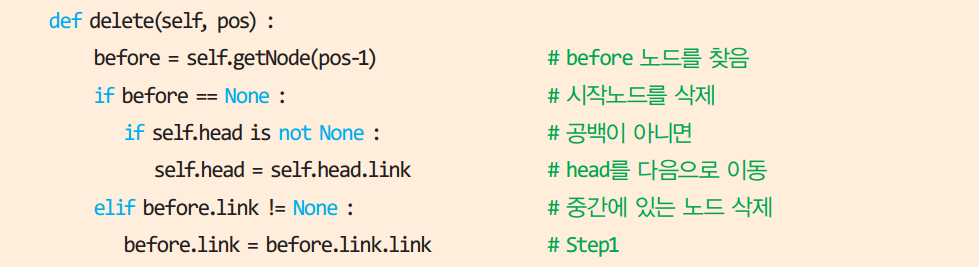 def delete(self, pos) :
before = self.getNode(pos-1) # before 노드를 찾음
if before == None : # 시작노드를 삭제
if self.head is not None : # 공백이 아니면
self.head = self.head.link # head를 다음으로 이동
elif before.link != None : # 중간에 있는 노드 삭제
before.link = before.link.link # Step1